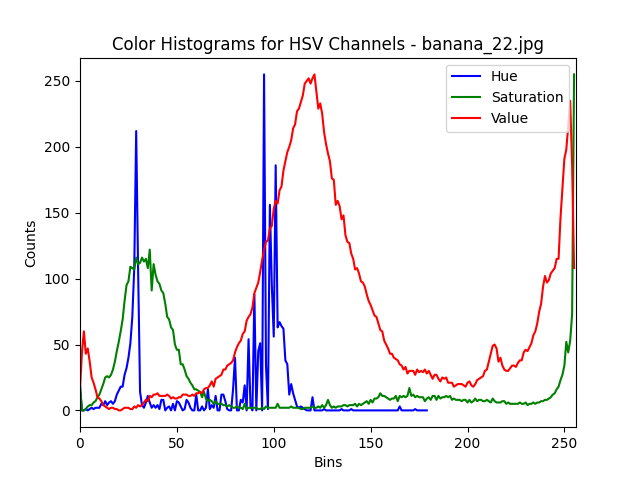 Color Histograms for HSV Channels - banana_22.jpg
Hue
Saturation
Value
Counts
250
200
150
100
50
0
0 50 100 150 200 250
Bins